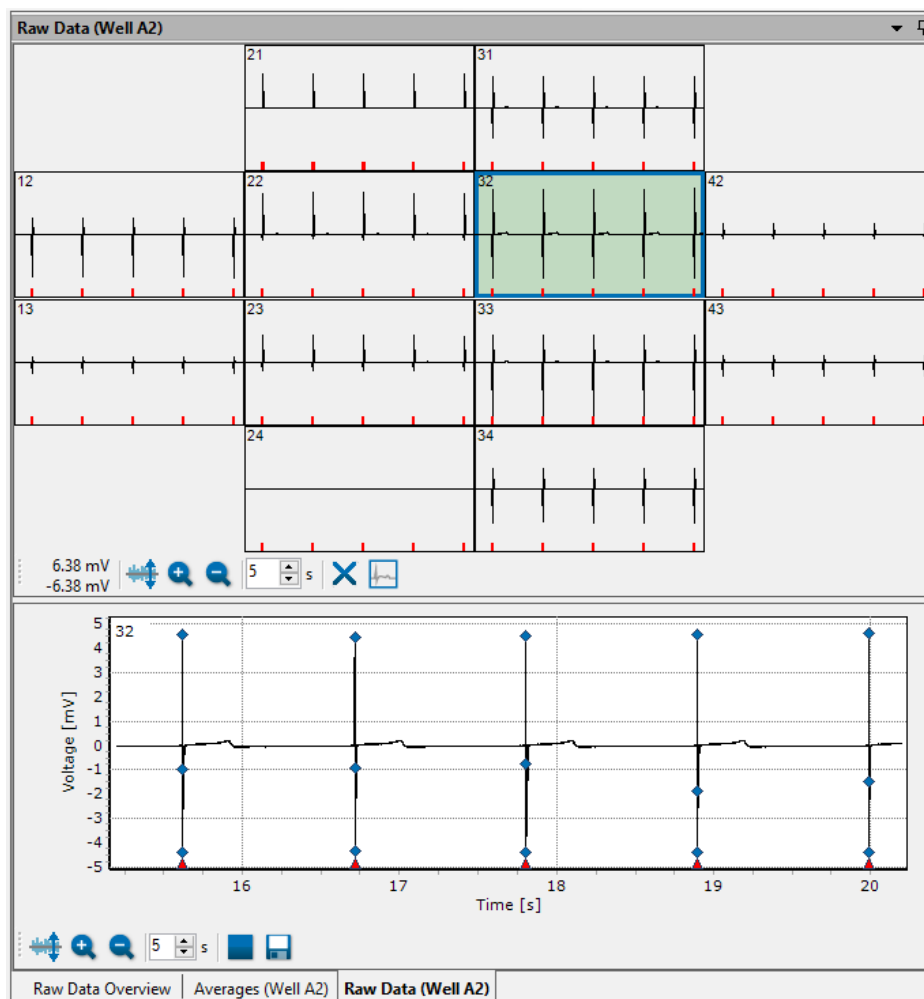 Raw Data (Well A2)
21 31
12 22 32 42
13 23 33 43
24 34
6.38 mV
-6.38 mV
5 s
32
5
4
3
2
1
0
-1
-2
-3
-4
-5
Voltage [mV]
16 17 18 19 20
Time [s]
5 s
Raw Data Overview Averages (Well A2) Raw Data (Well A2)